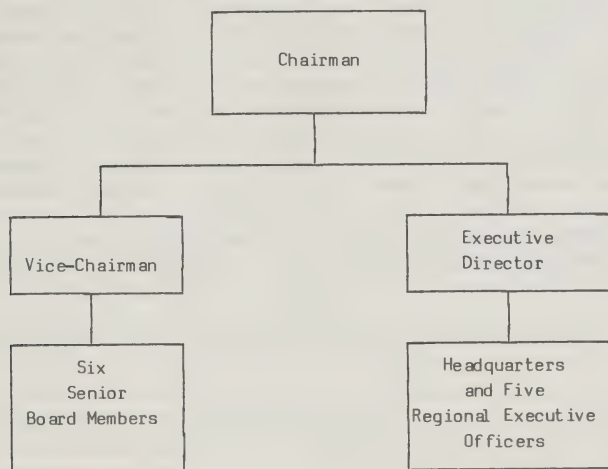 Chairman
Vice-Chairman
Executive
Director
Six
Senior
Board Members
Headquarters
and Five
Regional Executive
Officers